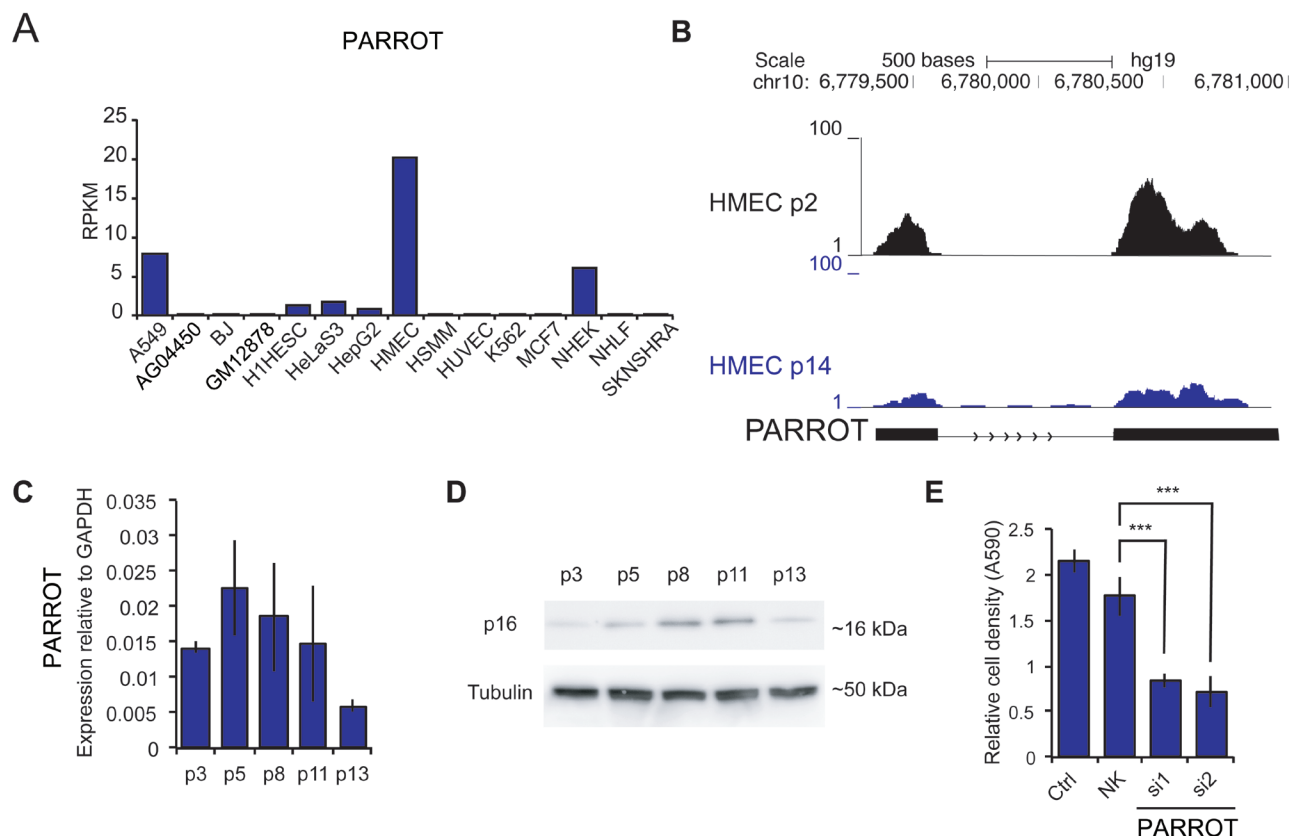 A
PARROT
RPKM
25
20
15
10
5
0
A549
AG04450
BJ
GM12878
H1HESC
HeLaS3
HepG2
HMEC
HSMM
HUVEC
K562
MCF7
NHEK
NHLF
SKNSHRA
B
Scale 500 bases hg19
chr10: 6,779,500 6,780,000 6,780,500 6,781,000
100
HMEC p2
1
100
HMEC p14
1
PARROT
C
PARROT
Expression relative to GAPDH
0.035
0.03
0.025
0.02
0.015
0.01
0.005
0
p3 p5 p8 p11 p13
D
p3 p5 p8 p11 p13
p16 ~16 kDa
Tubulin ~50 kDa
E
Relative cell density (A590)
2.5
2
1.5
1
0.5
0
***
***
Ctrl
NK
si1
si2
PARROT